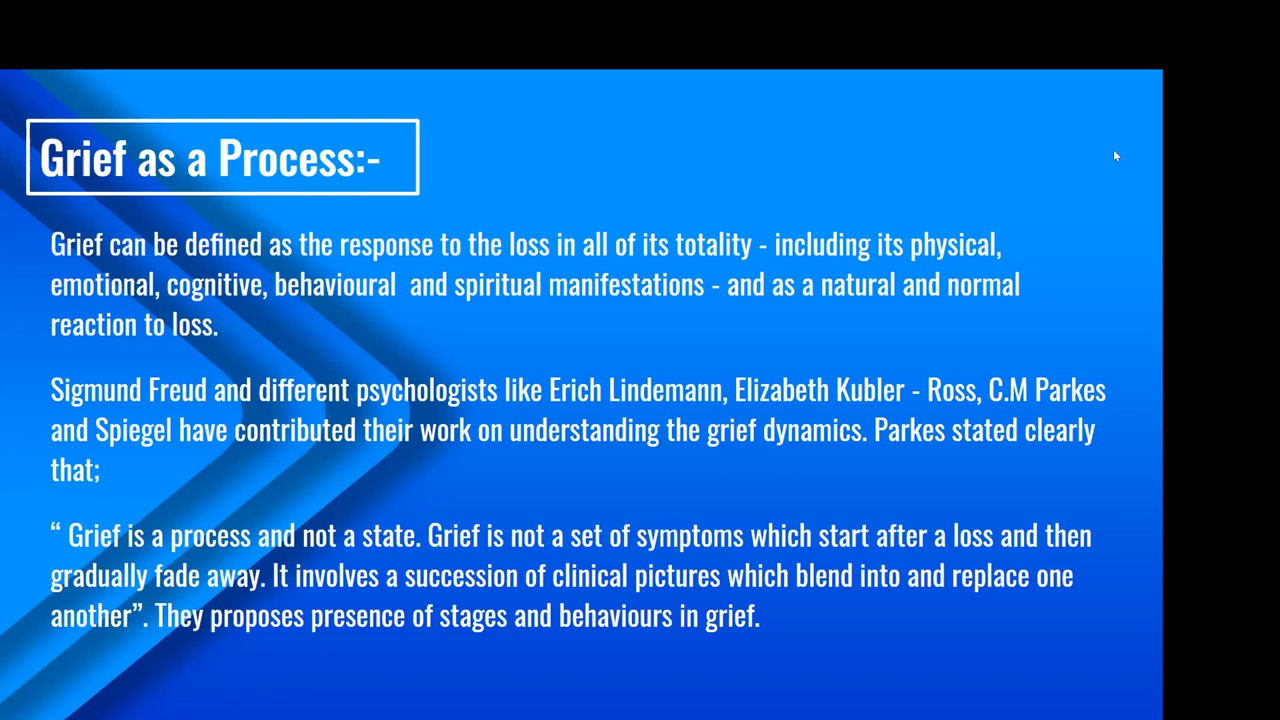 Grief as a Process:-
Grief can be defined as the response to the loss in all of its totality - including its physical,
emotional, cognitive, behavioural  and spiritual manifestations - and as a natural and normal
reaction to loss.
Sigmund Freud and different psychologists like Erich Lindemann, Elizabeth Kubler - Ross, C.M Parkes
and Spiegel have contributed their work on understanding the grief dynamics. Parkes stated clearly
that;
“ Grief is a process and not a state. Grief is not a set of symptoms which start after a loss and then
gradually fade away. It involves a succession of clinical pictures which blend into and replace one
another”. They proposes presence of stages and behaviours in grief.